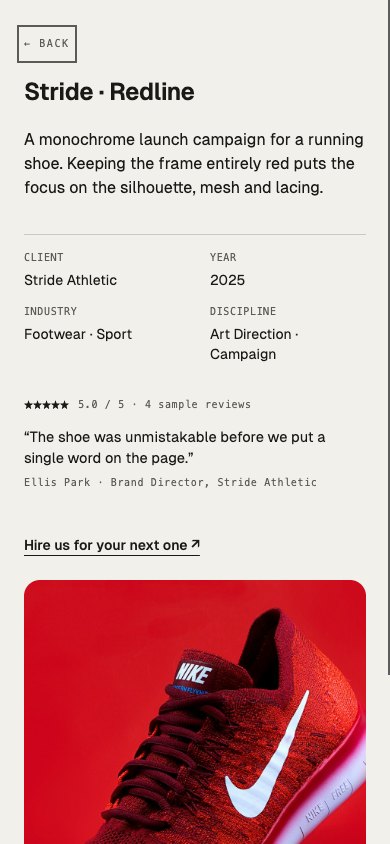 ← BACK
Stride · Redline
A monochrome launch campaign for a running
shoe. Keeping the frame entirely red puts the
focus on the silhouette, mesh and lacing.
CLIENT
YEAR
Stride Athletic
2025
INDUSTRY
DISCIPLINE
Footwear · Sport
Art Direction ·
Campaign
★★★★★ 5.0 / 5 · 4 sample reviews
“The shoe was unmistakable before we put a
single word on the page.”
Ellis Park · Brand Director, Stride Athletic
Hire us for your next one ↗
NIKE
NIKE FREE